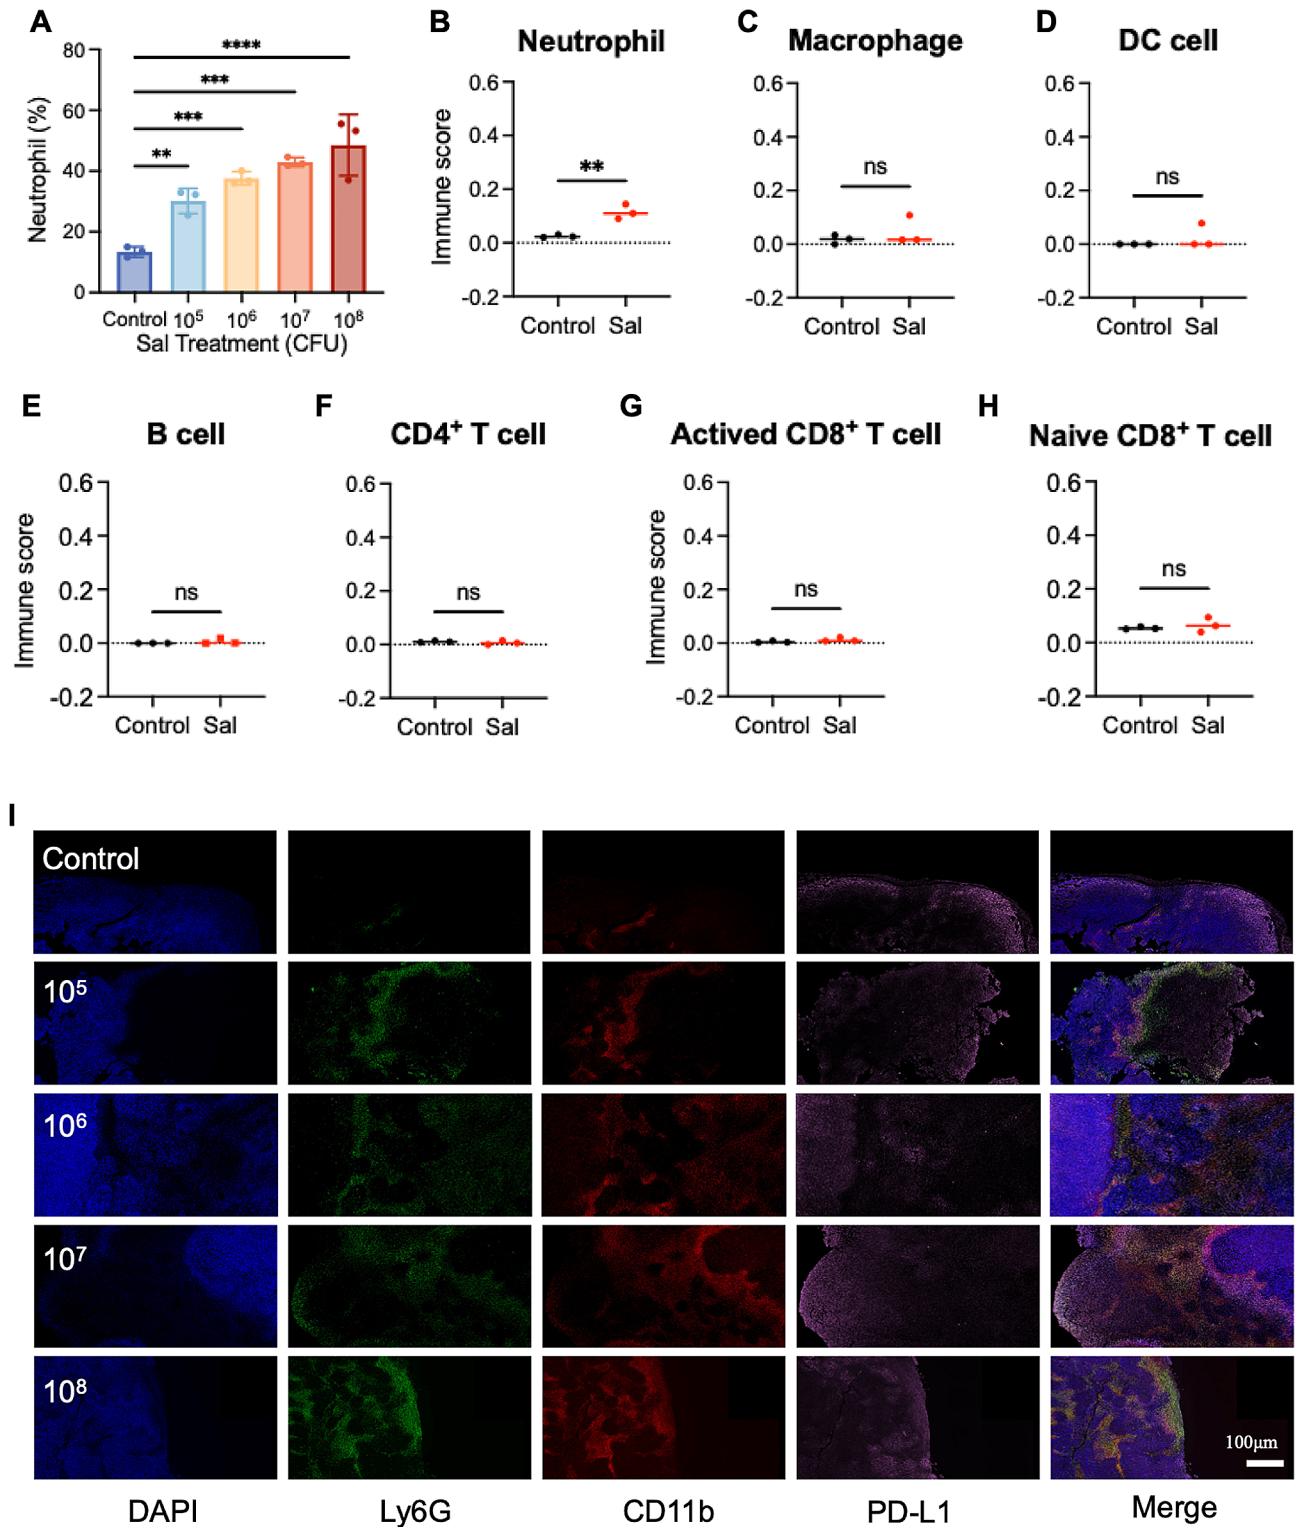 A
Neutrophil (%)
80
60
40
20
0
****
***
***
**
Control 10⁵ 10⁶ 10⁷ 10⁸
Sal Treatment (CFU)
B
Neutrophil
Immune score
0.6
0.4
0.2
0.0
-0.2
**
Control Sal
C
Macrophage
0.6
0.4
0.2
0.0
-0.2
ns
Control Sal
D
DC cell
0.6
0.4
0.2
0.0
-0.2
ns
Control Sal
E
B cell
Immune score
0.6
0.4
0.2
0.0
-0.2
ns
Control Sal
F
CD4⁺ T cell
0.6
0.4
0.2
0.0
-0.2
ns
Control Sal
G
Actived CD8⁺ T cell
Immune score
0.6
0.4
0.2
0.0
-0.2
ns
Control Sal
H
Naive CD8⁺ T cell
0.6
0.4
0.2
0.0
-0.2
ns
Control Sal
I
Control
10⁵
10⁶
10⁷
10⁸
100μm
DAPI Ly6G CD11b PD-L1 Merge